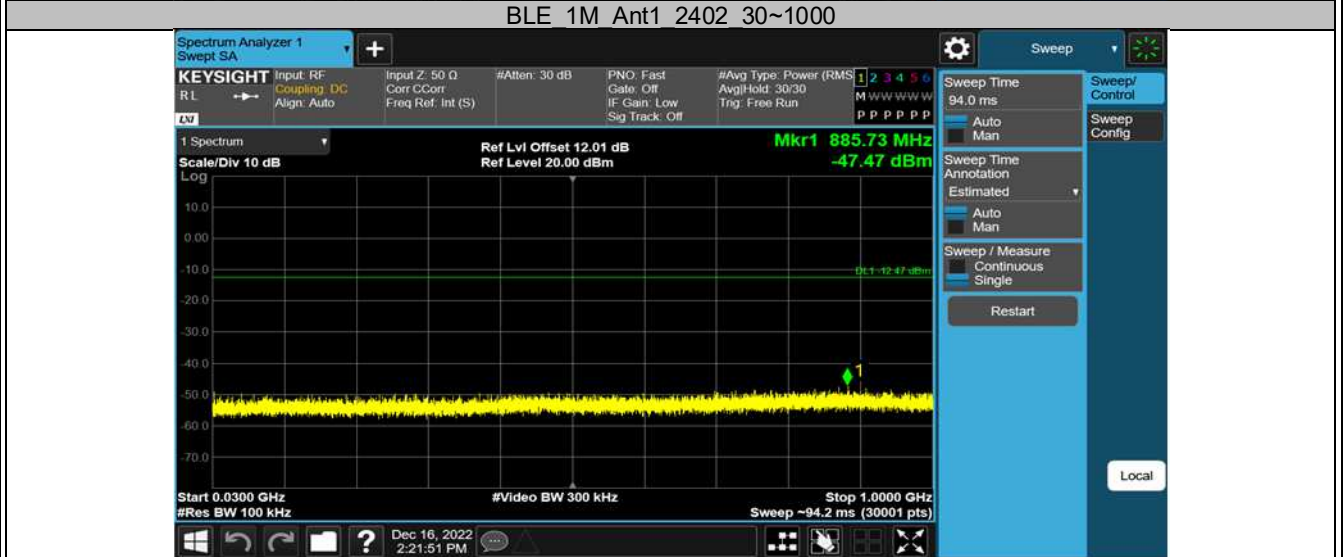 BLE_1M_Ant1_2402_30~1000
Spectrum Analyzer 1
Swept SA
+
Sweep
KEYSIGHT
RL
LXI
Input: RF
Coupling: DC
Align: Auto
Input Z: 50 Ω
Corr CCorr
Freq Ref: Int (S)
#Atten: 30 dB
PNO: Fast
Gate: Off
IF Gain: Low
Sig Track: Off
#Avg Type: Power (RMS
Avg|Hold: 30/30
Trig: Free Run
1 2 3 4 5 6
M W W W W W
P P P P P P
1 Spectrum
Scale/Div 10 dB
Ref Lvl Offset 12.01 dB
Ref Level 20.00 dBm
Mkr1 885.73 MHz
-47.47 dBm
Log
10.0
0.00
-10.0
-20.0
-30.0
-40.0
-50.0
-60.0
-70.0
DL1 -12.47 dBm
1
Start 0.0300 GHz
#Res BW 100 kHz
#Video BW 300 kHz
Stop 1.0000 GHz
Sweep ~94.2 ms (30001 pts)
Sweep Time
94.0 ms
Auto
Man
Sweep Time
Annotation
Estimated
Auto
Man
Sweep / Measure
Continuous
Single
Restart
Sweep/
Control
Sweep
Config
Local
?
Dec 16, 2022
2:21:51 PM